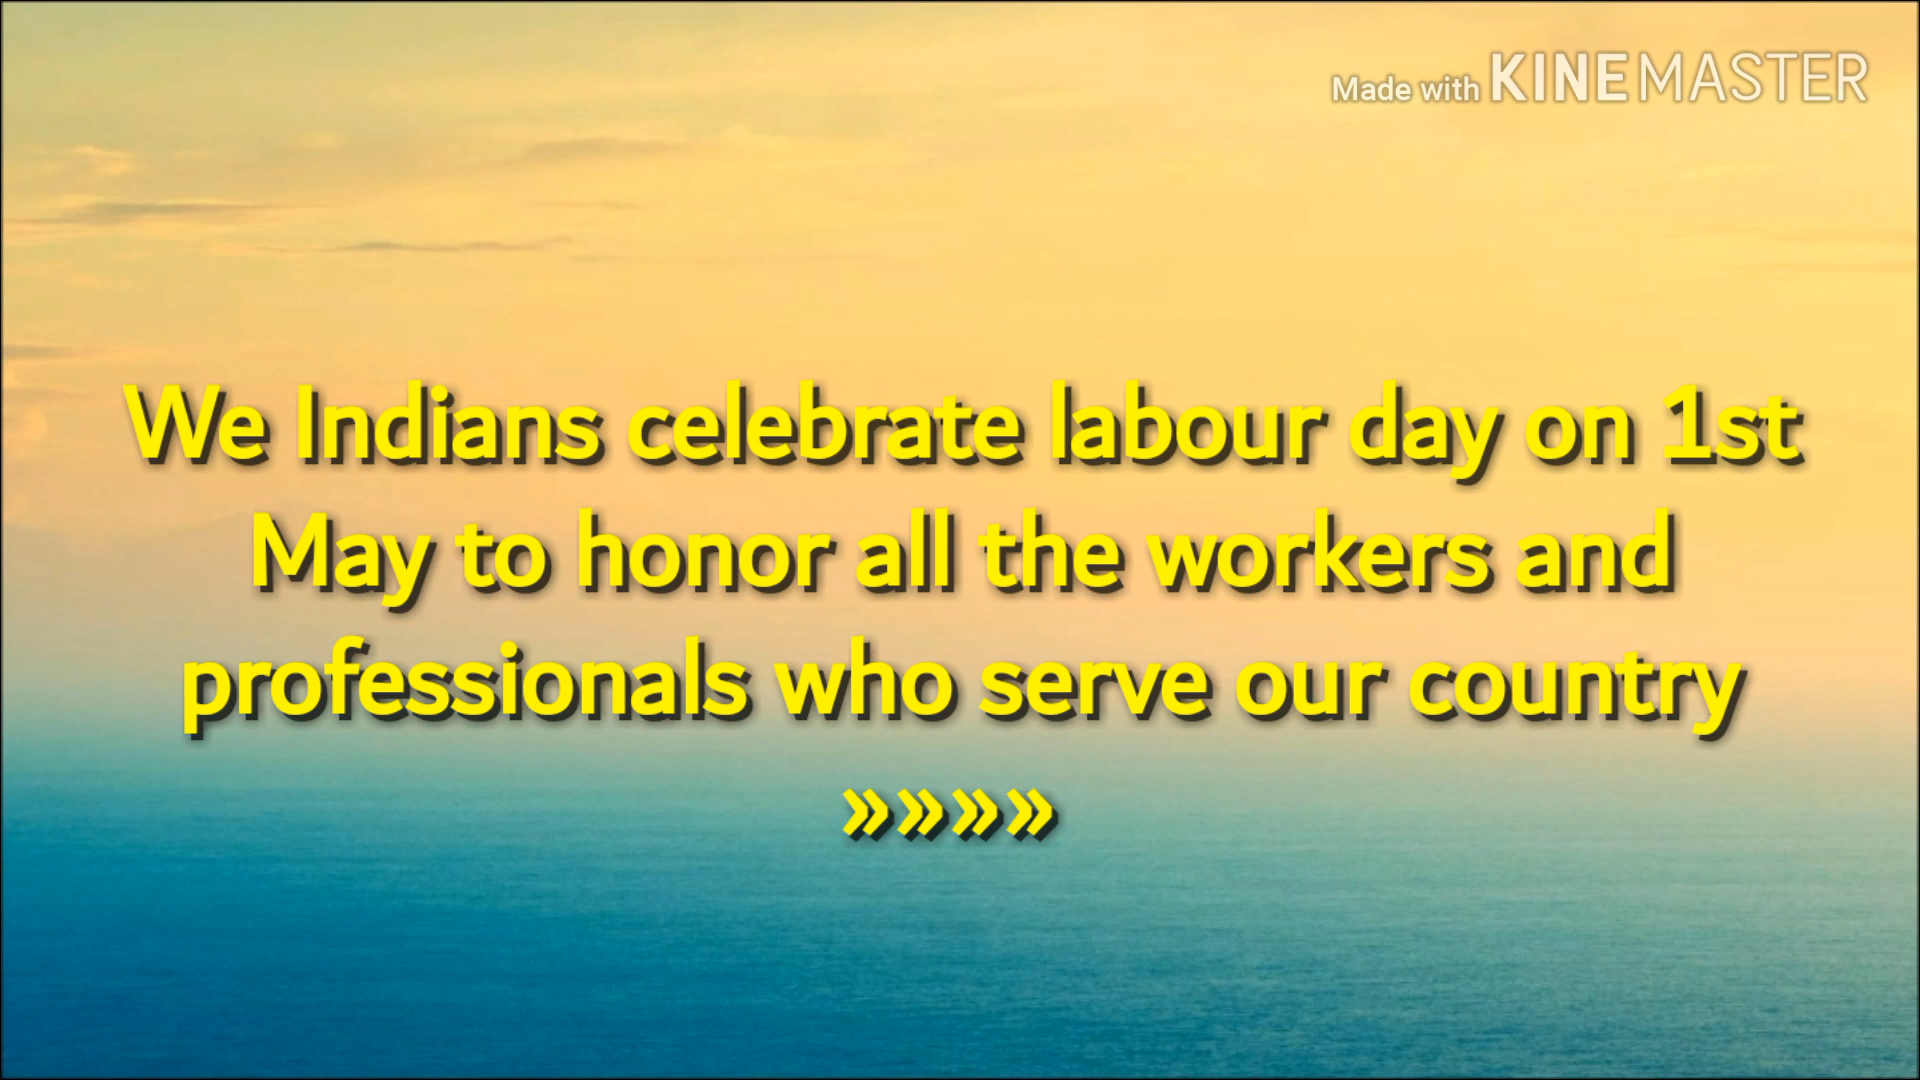 Made with KINEMASTER
We Indians celebrate labour day on 1st
May to honor all the workers and
professionals who serve our country
»»»»